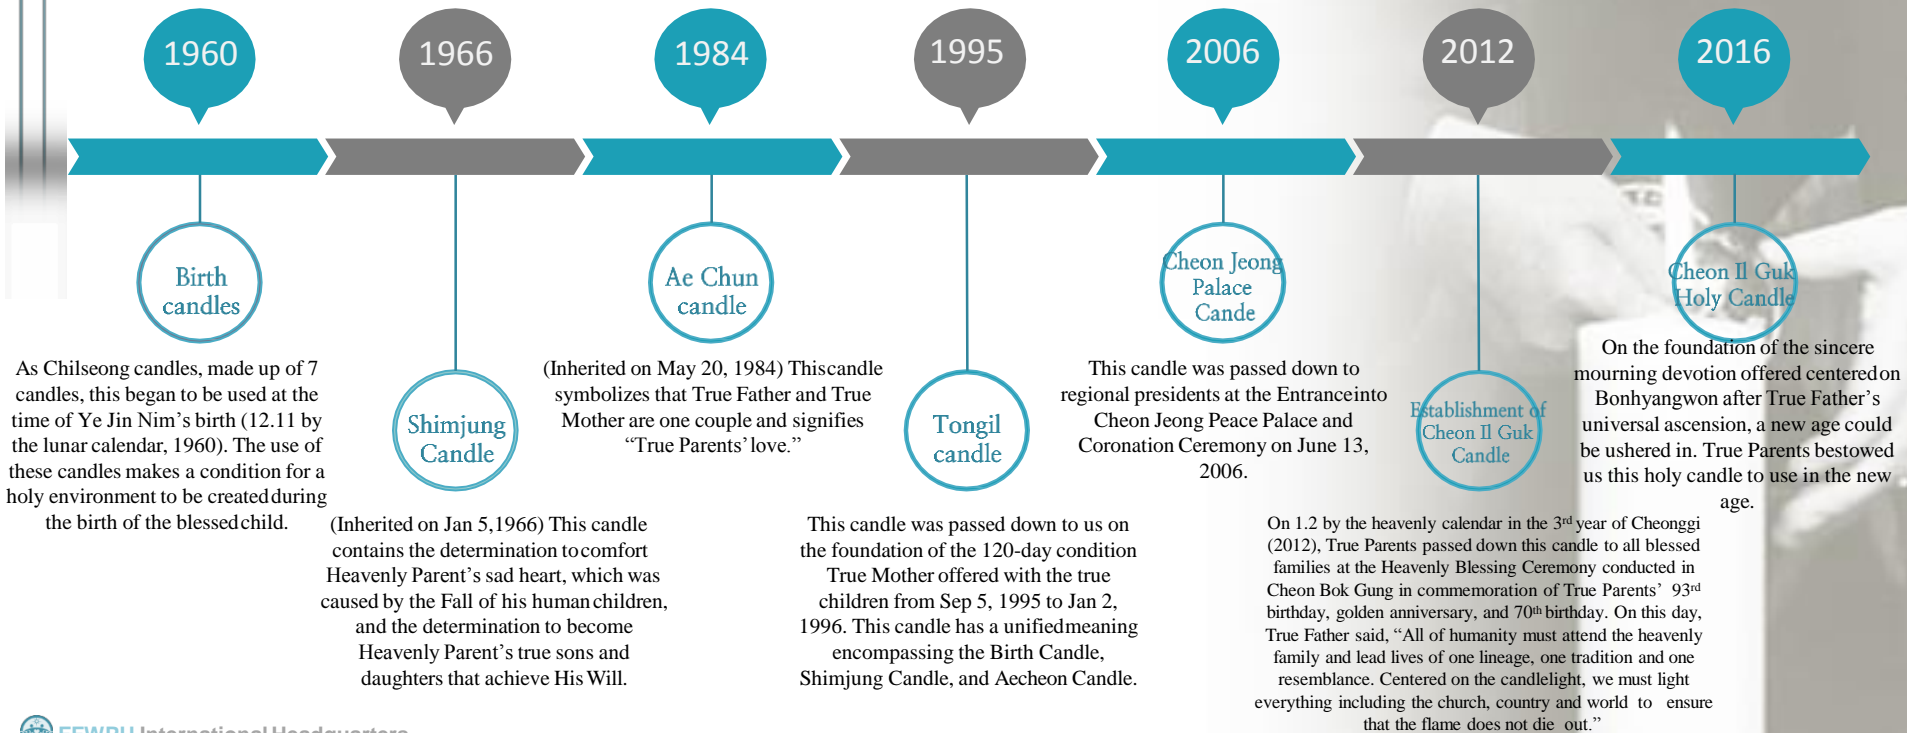 1960
1966
1984
1995
2006
2012
2016
Birth
candles
As Chilseong candles, made up of 7
candles, this began to be used at the
time of Ye Jin Nim's birth (12.11 by
the lunar calendar, 1960). The use of
these candles makes a condition for a
holy environment to be created during
the birth of the blessed child.
Shimjung
Candle
(Inherited on Jan 5,1966) This candle
contains the determination to comfort
Heavenly Parent's sad heart, which was
caused by the Fall of his human children,
and the determination to become
Heavenly Parent's true sons and
daughters that achieve His Will.
Ae Chun
candle
(Inherited on May 20, 1984) Thiscandle
symbolizes that True Father and True
Mother are one couple and signifies
“True Parents’ love.”
Tongil
candle
This candle was passed down to us on
the foundation of the 120-day condition
True Mother offered with the true
children from Sep 5, 1995 to Jan 2,
1996. This candle has a unified meaning
encompassing the Birth Candle,
Shimjung Candle, and Aecheon Candle.
Cheon Jeong
Palace
Cande
This candle was passed down to
regional presidents at the Entrance into
Cheon Jeong Peace Palace and
Coronation Ceremony on June 13,
2006.
Establishment of
Cheon Il Guk
Candle
On 1.2 by the heavenly calendar in the 3rd year of Cheonggi
(2012), True Parents passed down this candle to all blessed
families at the Heavenly Blessing Ceremony conducted in
Cheon Bok Gung in commemoration of True Parents’ 93rd
birthday, golden anniversary, and 70th birthday. On this day,
True Father said, “All of humanity must attend the heavenly
family and lead lives of one lineage, one tradition and one
resemblance. Centered on the candlelight, we must light
everything including the church, country and world to ensure
that the flame does not die out.”
Cheon Il Guk
Holy Candle
On the foundation of the sincere
mourning devotion offered centered on
Bonhyangwon after True Father’s
universal ascension, a new age could
be ushered in. True Parents bestowed
us this holy candle to use in the new
age.
FFWPU International Headquarters